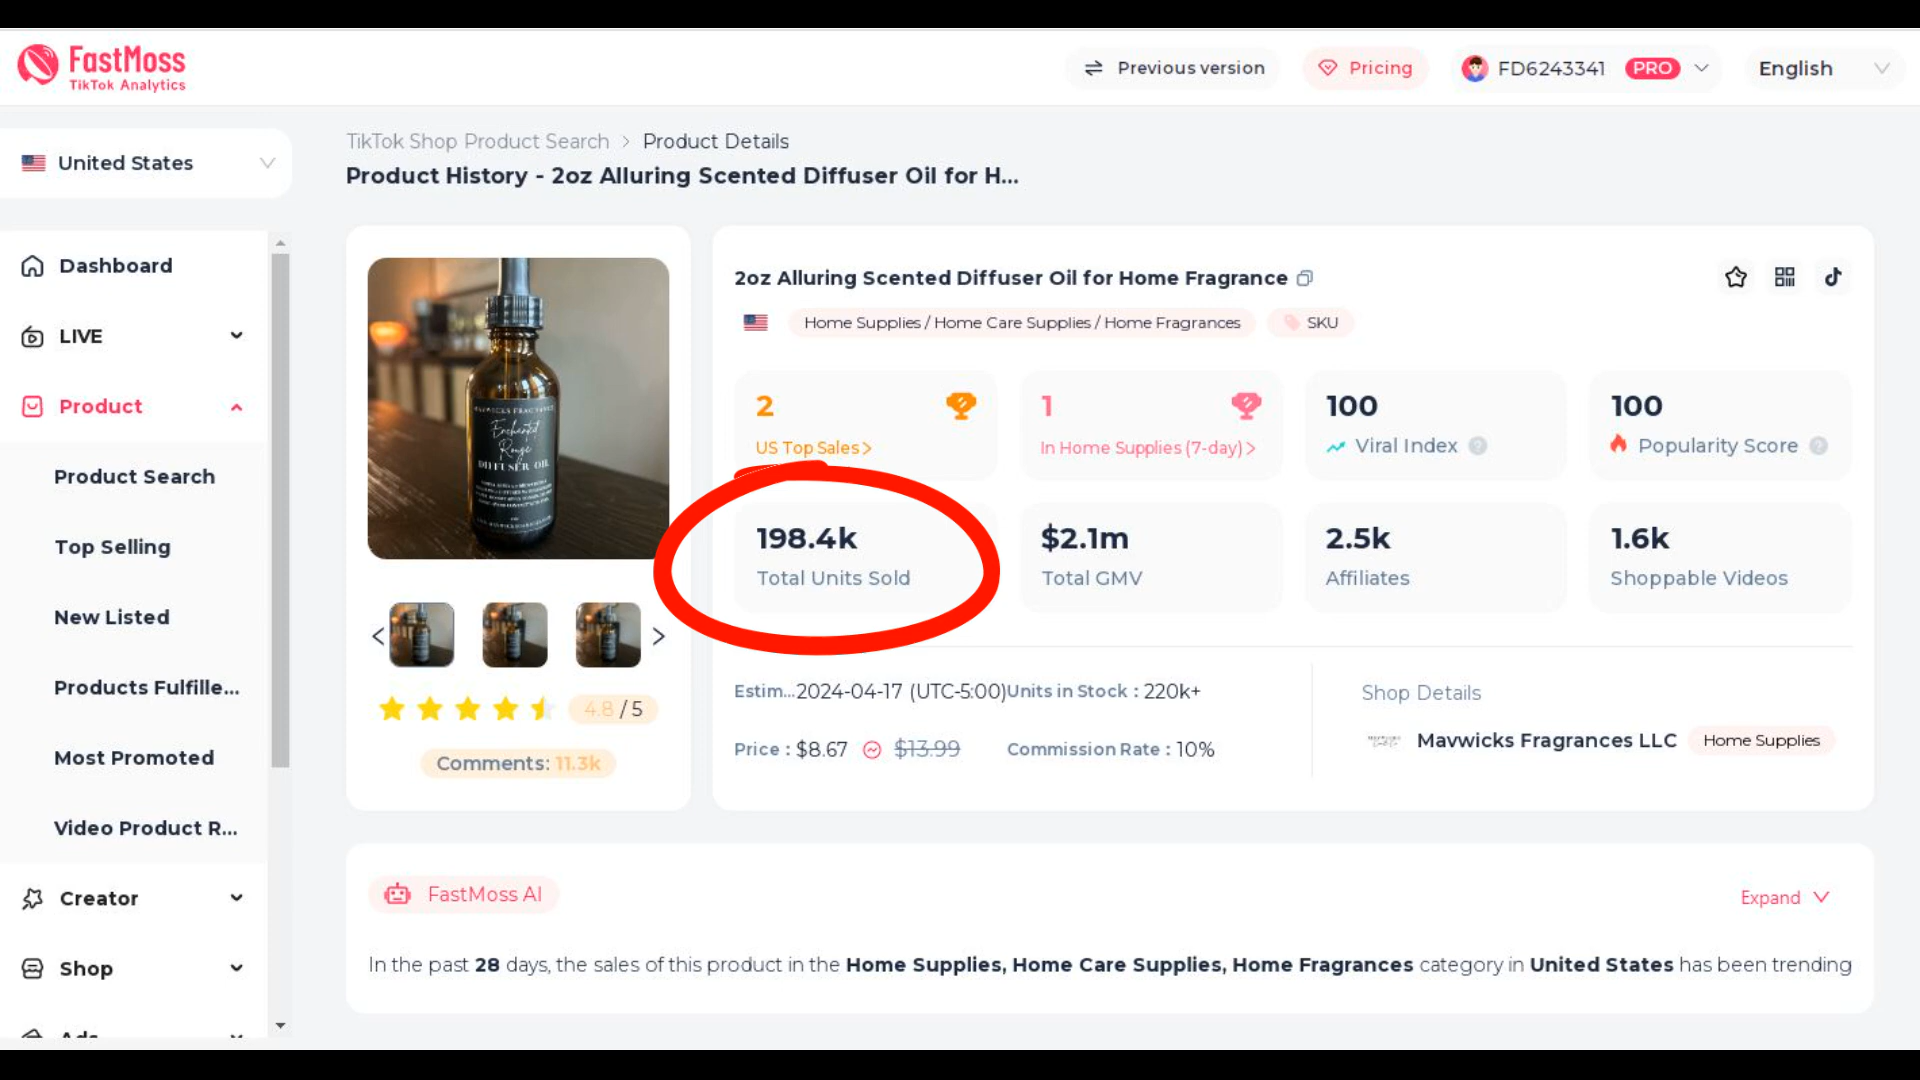 FastMoss
TikTok Analytics
Previous version
Pricing
FD6243341
PRO
English
United States
TikTok Shop Product Search > Product Details
Product History - 2oz Alluring Scented Diffuser Oil for H...
Dashboard
LIVE
Product
Product Search
Top Selling
New Listed
Products Fulfille...
Most Promoted
Video Product R...
Creator
Shop
Ads
Enchanted
Rouge
DIFFUSER OIL
4.8 / 5
Comments: 11.3k
2oz Alluring Scented Diffuser Oil for Home Fragrance
Home Supplies / Home Care Supplies / Home Fragrances
SKU
2
US Top Sales >
1
In Home Supplies (7-day) >
100
Viral Index
100
Popularity Score
198.4k
Total Units Sold
$2.1m
Total GMV
2.5k
Affiliates
1.6k
Shoppable Videos
Estim...2024-04-17 (UTC-5:00)
Units in Stock : 220k+
Price : $8.67 $13.99
Commission Rate : 10%
Shop Details
Mavwicks Fragrances LLC
Home Supplies
FastMoss AI
Expand
In the past 28 days, the sales of this product in the Home Supplies, Home Care Supplies, Home Fragrances category in United States has been trending